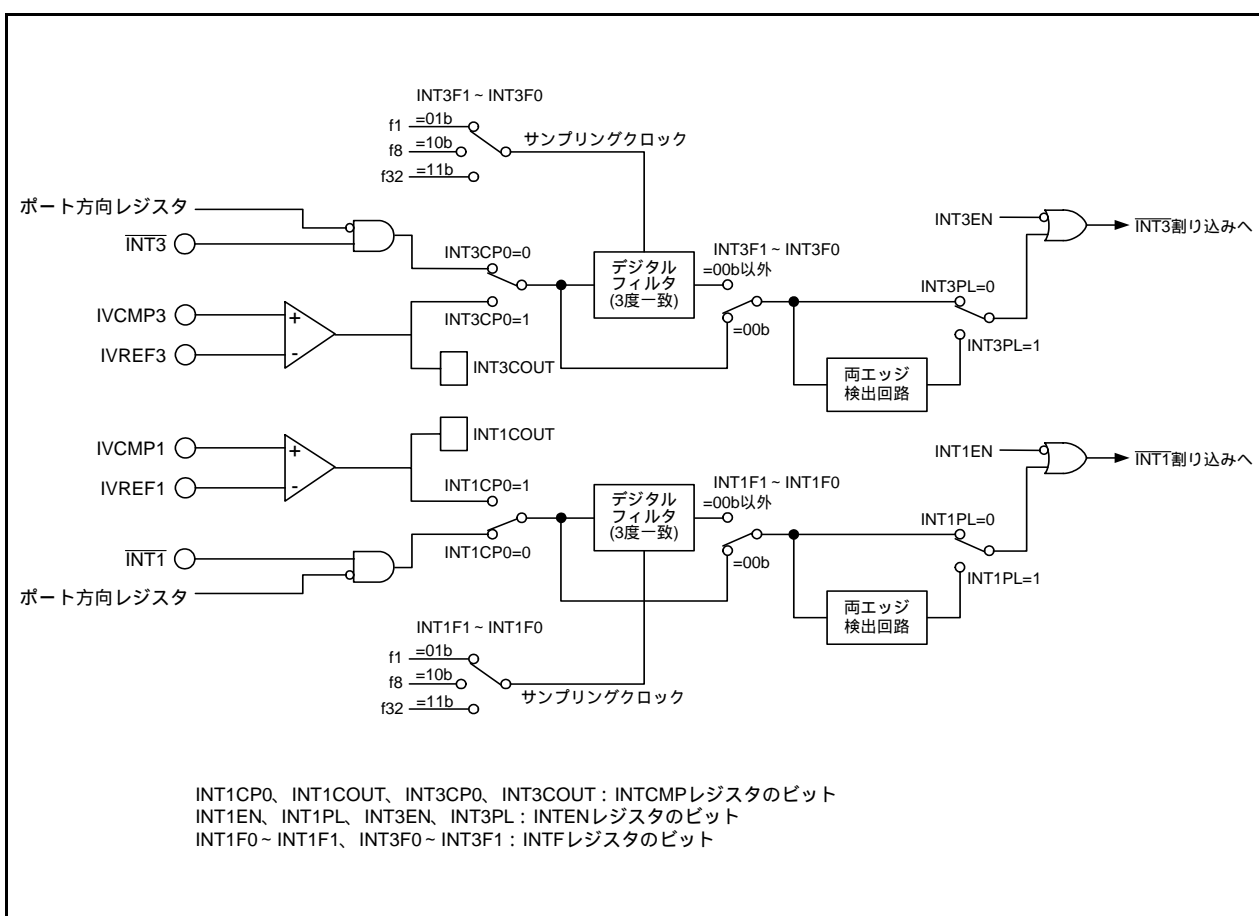 INT3F1 ~ INT3F0
f1 =01b
f8 =10b
f32 =11b
サンプリングクロック
ポート方向レジスタ
INT3
INT3CP0=0
INT3CP0=1
IVCMP3
IVREF3
+
-
INT3COUT
デジタル
フィルタ
(3度一致)
INT3F1 ~ INT3F0
=00b以外
=00b
INT3EN
INT3割り込みへ
INT3PL=0
INT3PL=1
両エッジ
検出回路
IVCMP1
IVREF1
+
-
INT1COUT
INT1CP0=1
INT1CP0=0
INT1
ポート方向レジスタ
デジタル
フィルタ
(3度一致)
INT1F1 ~ INT1F0
=00b以外
=00b
INT1EN
INT1割り込みへ
INT1PL=0
INT1PL=1
両エッジ
検出回路
INT1F1 ~ INT1F0
f1 =01b
f8 =10b
f32 =11b
サンプリングクロック
INT1CP0、INT1COUT、INT3CP0、INT3COUT : INTCMPレジスタのビット
INT1EN、INT1PL、INT3EN、INT3PL : INTENレジスタのビット
INT1F0 ~ INT1F1、INT3F0 ~ INT3F1 : INTFレジスタのビット